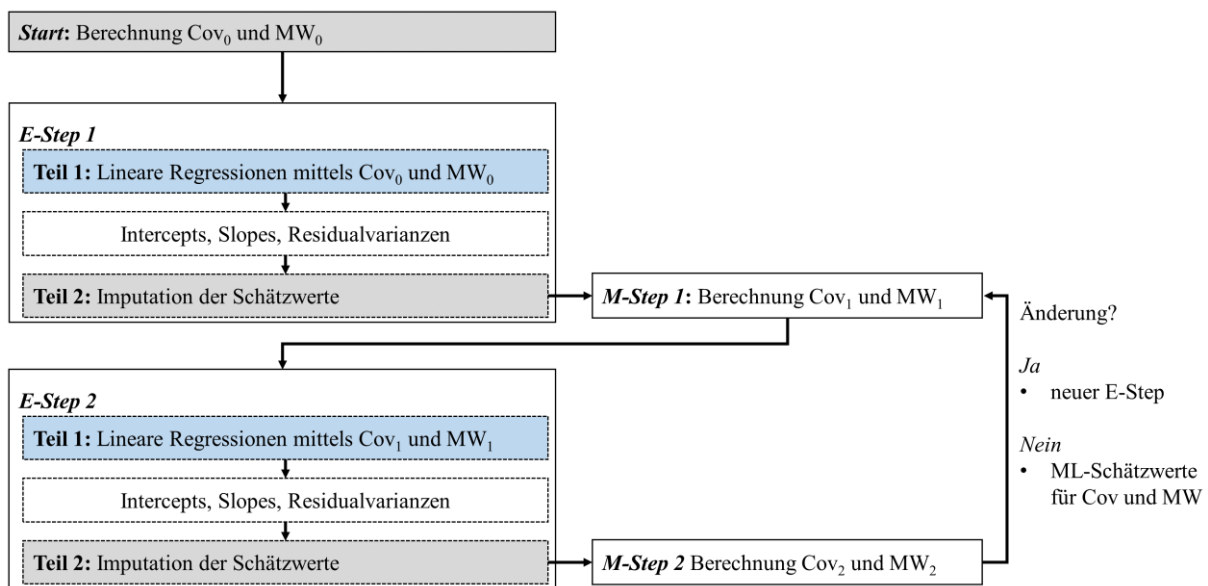 Start: Berechnung Cov₀ und MW₀
E-Step 1
Teil 1: Lineare Regressionen mittels Cov₀ und MW₀
Intercepts, Slopes, Residualvarianzen
Teil 2: Imputation der Schätzwerte
M-Step 1: Berechnung Cov₁ und MW₁
E-Step 2
Teil 1: Lineare Regressionen mittels Cov₁ und MW₁
Intercepts, Slopes, Residualvarianzen
Teil 2: Imputation der Schätzwerte
M-Step 2 Berechnung Cov₂ und MW₂
Änderung?
Ja
• neuer E-Step
Nein
• ML-Schätzwerte
für Cov und MW